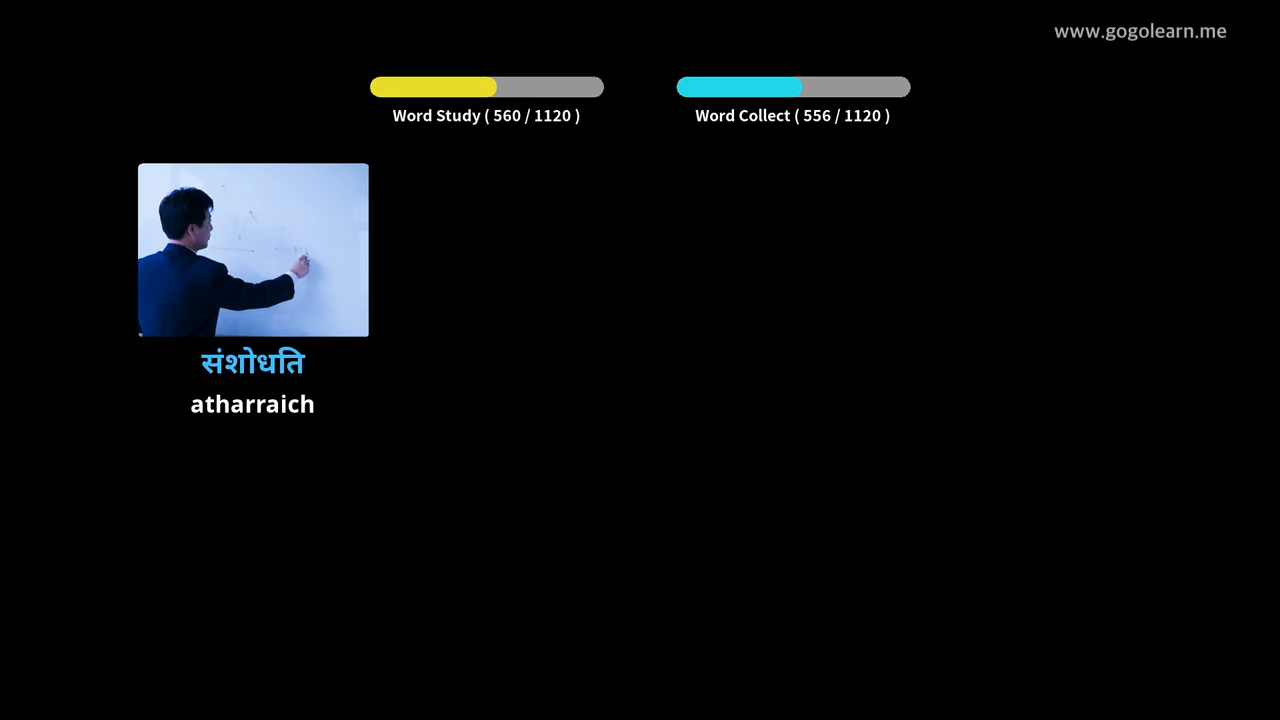 www.gogolearn.me
Word Study ( 560 / 1120 )
Word Collect ( 556 / 1120 )
संशोधति
atharraich